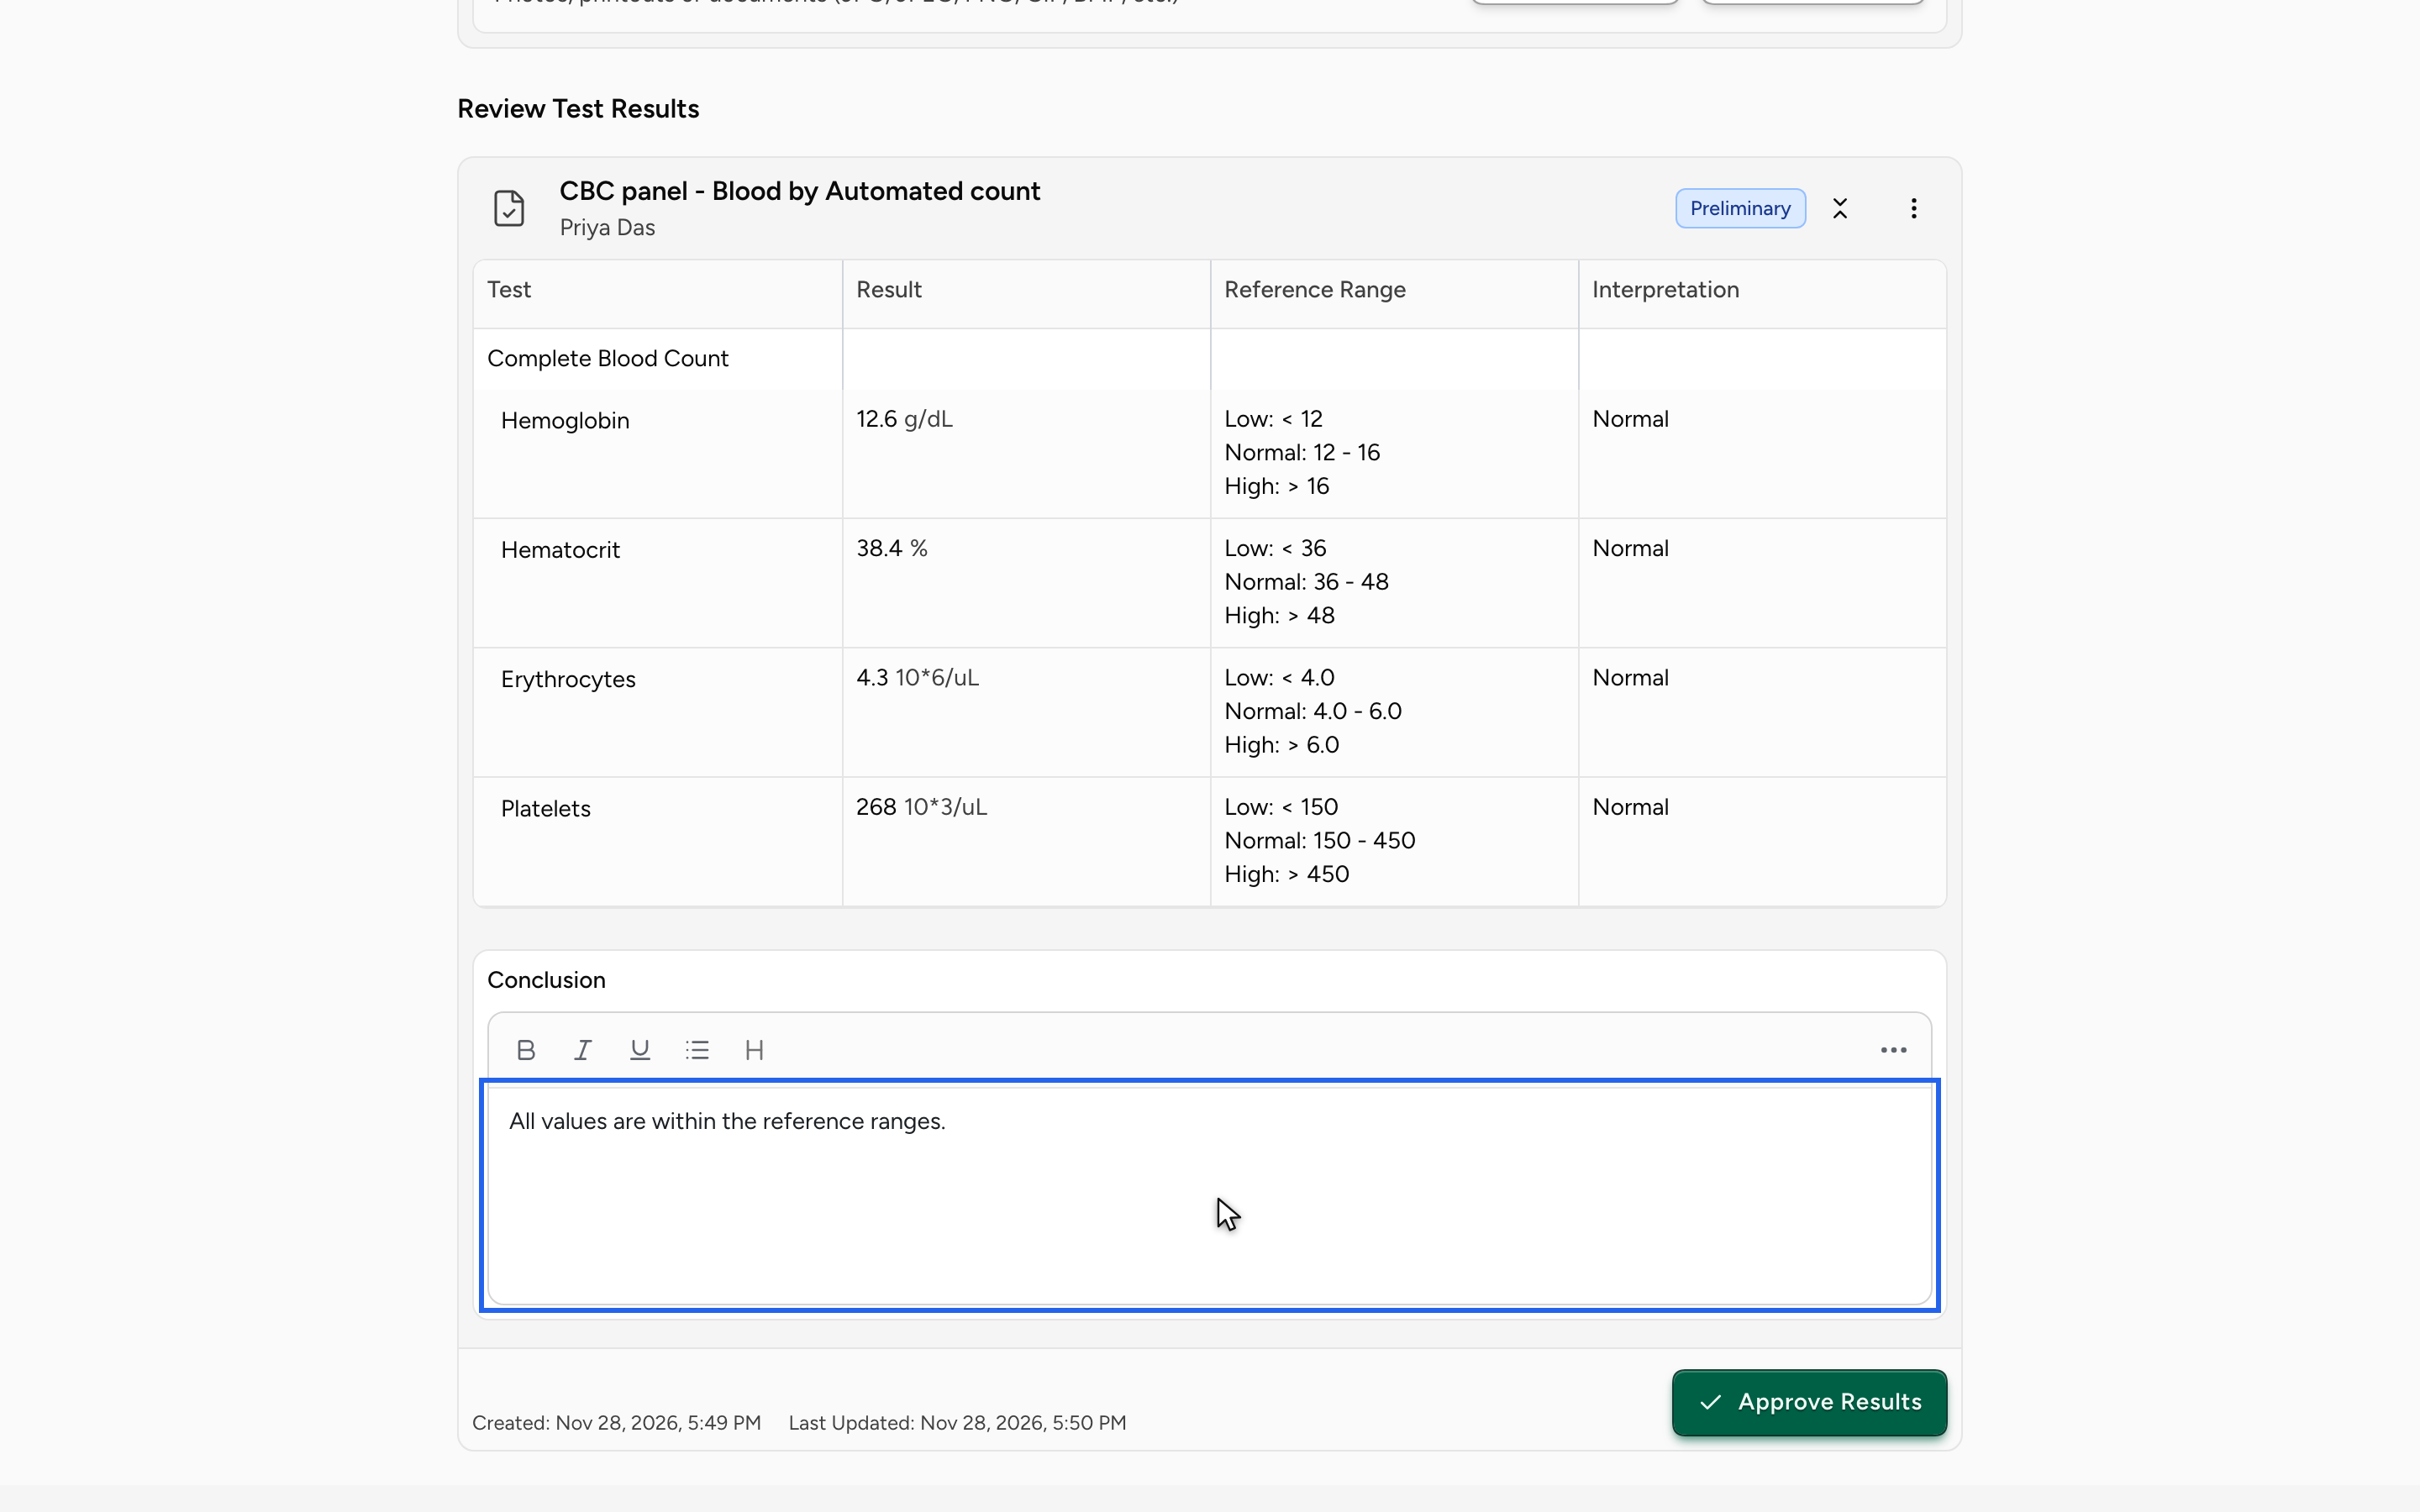 Review Test Results
CBC panel - Blood by Automated count
Priya Das
Preliminary
Test Result Reference Range Interpretation
Complete Blood Count
Hemoglobin 12.6 g/dL Low: < 12 Normal
Normal: 12 - 16
High: > 16
Hematocrit 38.4 % Low: < 36 Normal
Normal: 36 - 48
High: > 48
Erythrocytes 4.3 10*6/uL Low: < 4.0 Normal
Normal: 4.0 - 6.0
High: > 6.0
Platelets 268 10*3/uL Low: < 150 Normal
Normal: 150 - 450
High: > 450
Conclusion
B I U H
All values are within the reference ranges.
Approve Results
Created: Nov 28, 2026, 5:49 PM Last Updated: Nov 28, 2026, 5:50 PM